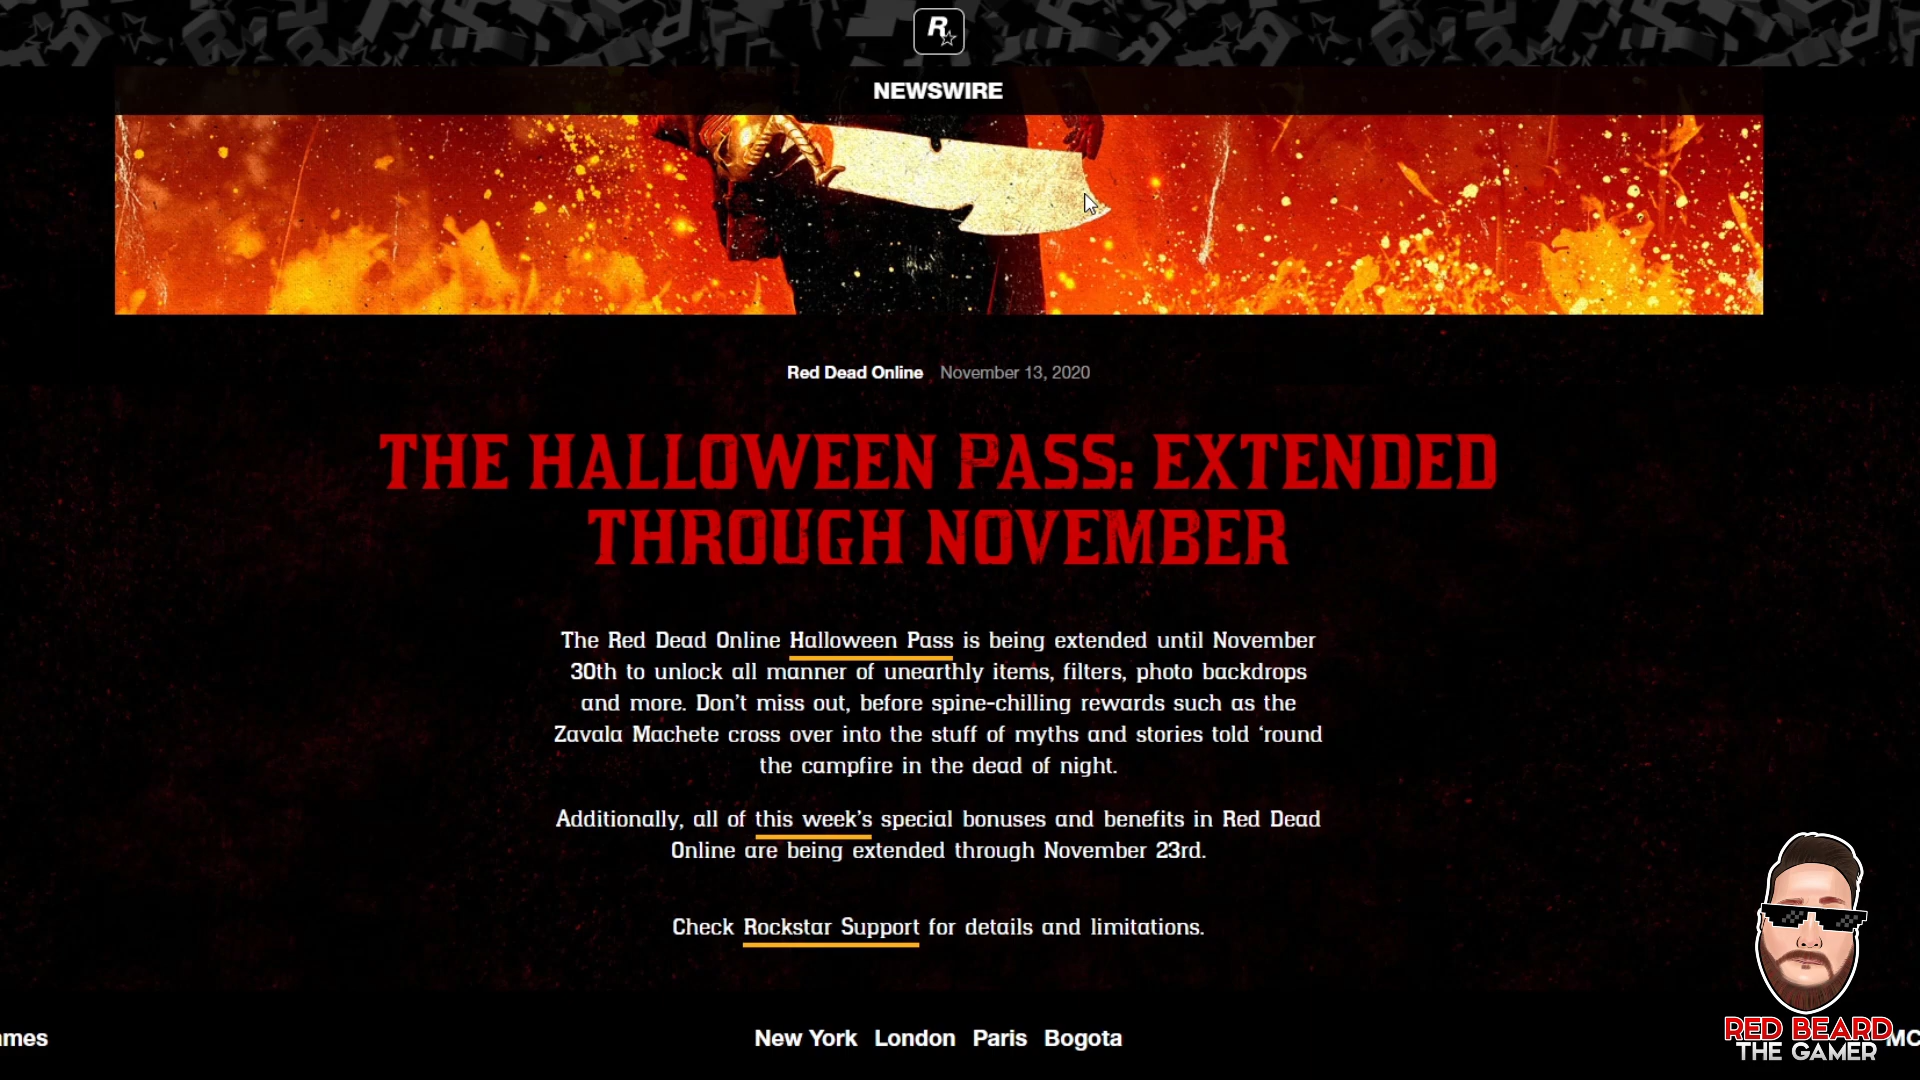 R
NEWSWIRE
Red Dead Online November 13, 2020
THE HALLOWEEN PASS: EXTENDED
THROUGH NOVEMBER
The Red Dead Online Halloween Pass is being extended until November
30th to unlock all manner of unearthly items, filters, photo backdrops
and more. Don’t miss out, before spine-chilling rewards such as the
Zavala Machete cross over into the stuff of myths and stories told ‘round
the campfire in the dead of night.
Additionally, all of this week’s special bonuses and benefits in Red Dead
Online are being extended through November 23rd.
Check Rockstar Support for details and limitations.
New York London Paris Bogota
RED BEARD
THE GAMER